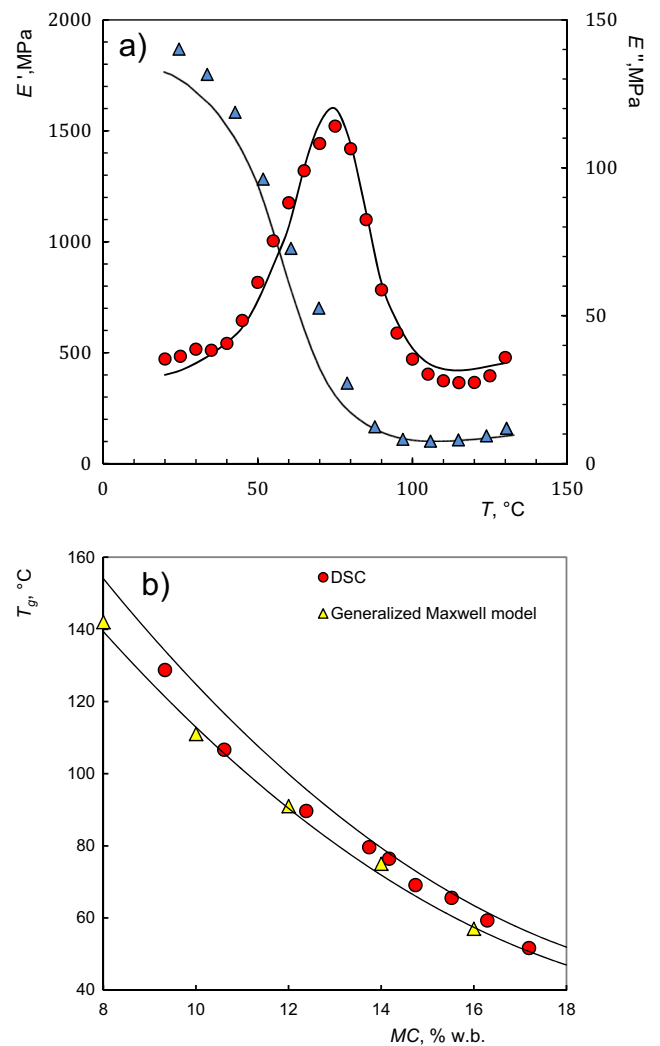 a)
E',MPa
2000
1500
1000
500
0
150
100
50
0
E",MPa
0 50 100 150
T, °C
b)
T_g, °C
160
140
120
100
80
60
40
DSC
Generalized Maxwell model
8 10 12 14 16 18
MC, % w.b.